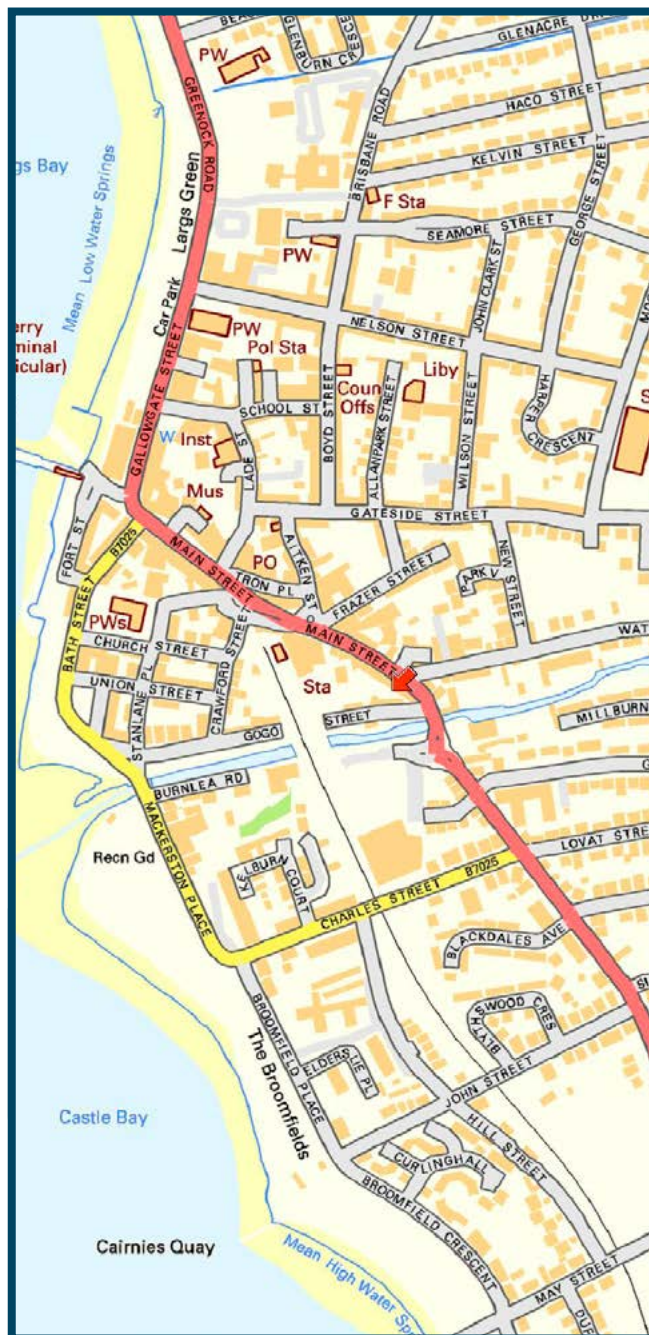 GLENBURN CRESCE
GLENACRE DR
PW
GREENOCK ROAD
HACO STREET
BRISBANE ROAD
KELVIN STREET
GEORGE STREET
gs Bay
Mean Low Water Springs
Largs Green
F Sta
SEAMORE STREET
PW
JOHN CLARK ST
Car Park
PW
NELSON STREET
erry
minal
icular)
Pol Sta
Coun
Offs
Liby
GALLOWGATE STREET
SCHOOL ST
BOYD STREET
ALLANPARK STREET
WILSON STREET
HARPER CRESCENT
W
Inst
LADE ST
Mus
GATESIDE STREET
FORT ST
B7025
BATH STREET
MAIN STREET
PO
AITKEN ST
TRON PL
FRAZER STREET
PARK V
NEW STREET
PWs
CHURCH STREET
CRAWFORD STREET
MAIN STREET
WAT
Sta
UNION STREET
STANLANE PL
GOGO
STREET
MILLBURN
BURNLEA RD
G
MACKERSTON PLACE
Recn Gd
KELBURN COURT
LOVAT STRE
B7025
CHARLES STREET
BLACKDALES AVE
BLYTHSWOOD CRES
BROOMFIELD PLACE
The Broomfields
ELDERSLIE PL
JOHN STREET
Castle Bay
HILL STREET
CURLINGHALL
BROOMFIELD CRESCENT
Cairnies Quay
Mean High Water Sp
MAY STREET